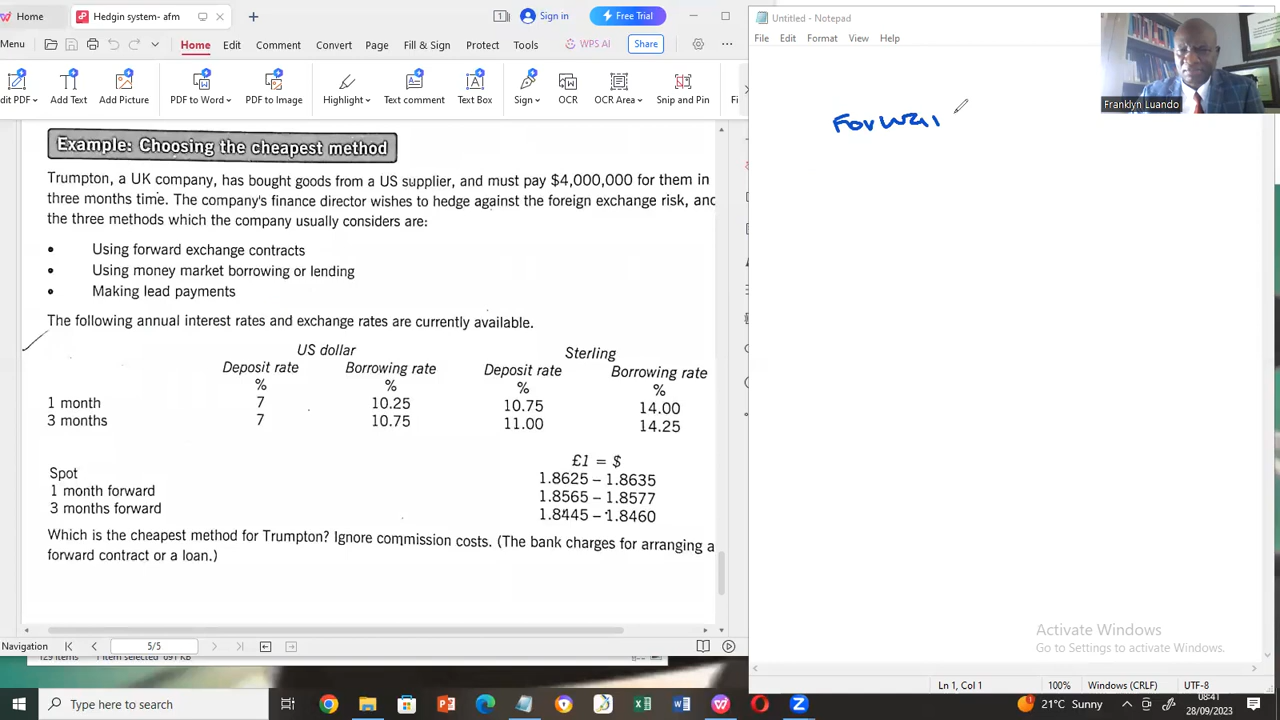 Home
Hedgin system- afm
Sign in
Free Trial
Untitled - Notepad
Menu
Home
Edit
Comment
Convert
Page
Fill & Sign
Protect
Tools
WPS AI
Share
File
Edit
Format
View
Help
dit PDF
Add Text
Add Picture
PDF to Word
PDF to Image
Highlight
Text comment
Text Box
Sign
OCR
OCR Area
Snip and Pin
Franklyn Luando
Forwar
Example: Choosing the cheapest method
Trumpton, a UK company, has bought goods from a US supplier, and must pay $4,000,000 for them in
three months time. The company's finance director wishes to hedge against the foreign exchange risk, and
the three methods which the company usually considers are:
• Using forward exchange contracts
• Using money market borrowing or lending
• Making lead payments
The following annual interest rates and exchange rates are currently available.
US dollar Sterling
Deposit rate Borrowing rate Deposit rate Borrowing rate
% % % %
1 month 7 10.25 10.75 14.00
3 months 7 10.75 11.00 14.25
£1 = $
Spot 1.8625 – 1.8635
1 month forward 1.8565 – 1.8577
3 months forward 1.8445 – 1.8460
Which is the cheapest method for Trumpton? Ignore commission costs. (The bank charges for arranging a
forward contract or a loan.)
Activate Windows
Go to Settings to activate Windows.
Navigation
5/5
Ln 1, Col 1
100%
Windows (CRLF)
UTF-8
Type here to search
21°C Sunny
08:41
28/09/2023